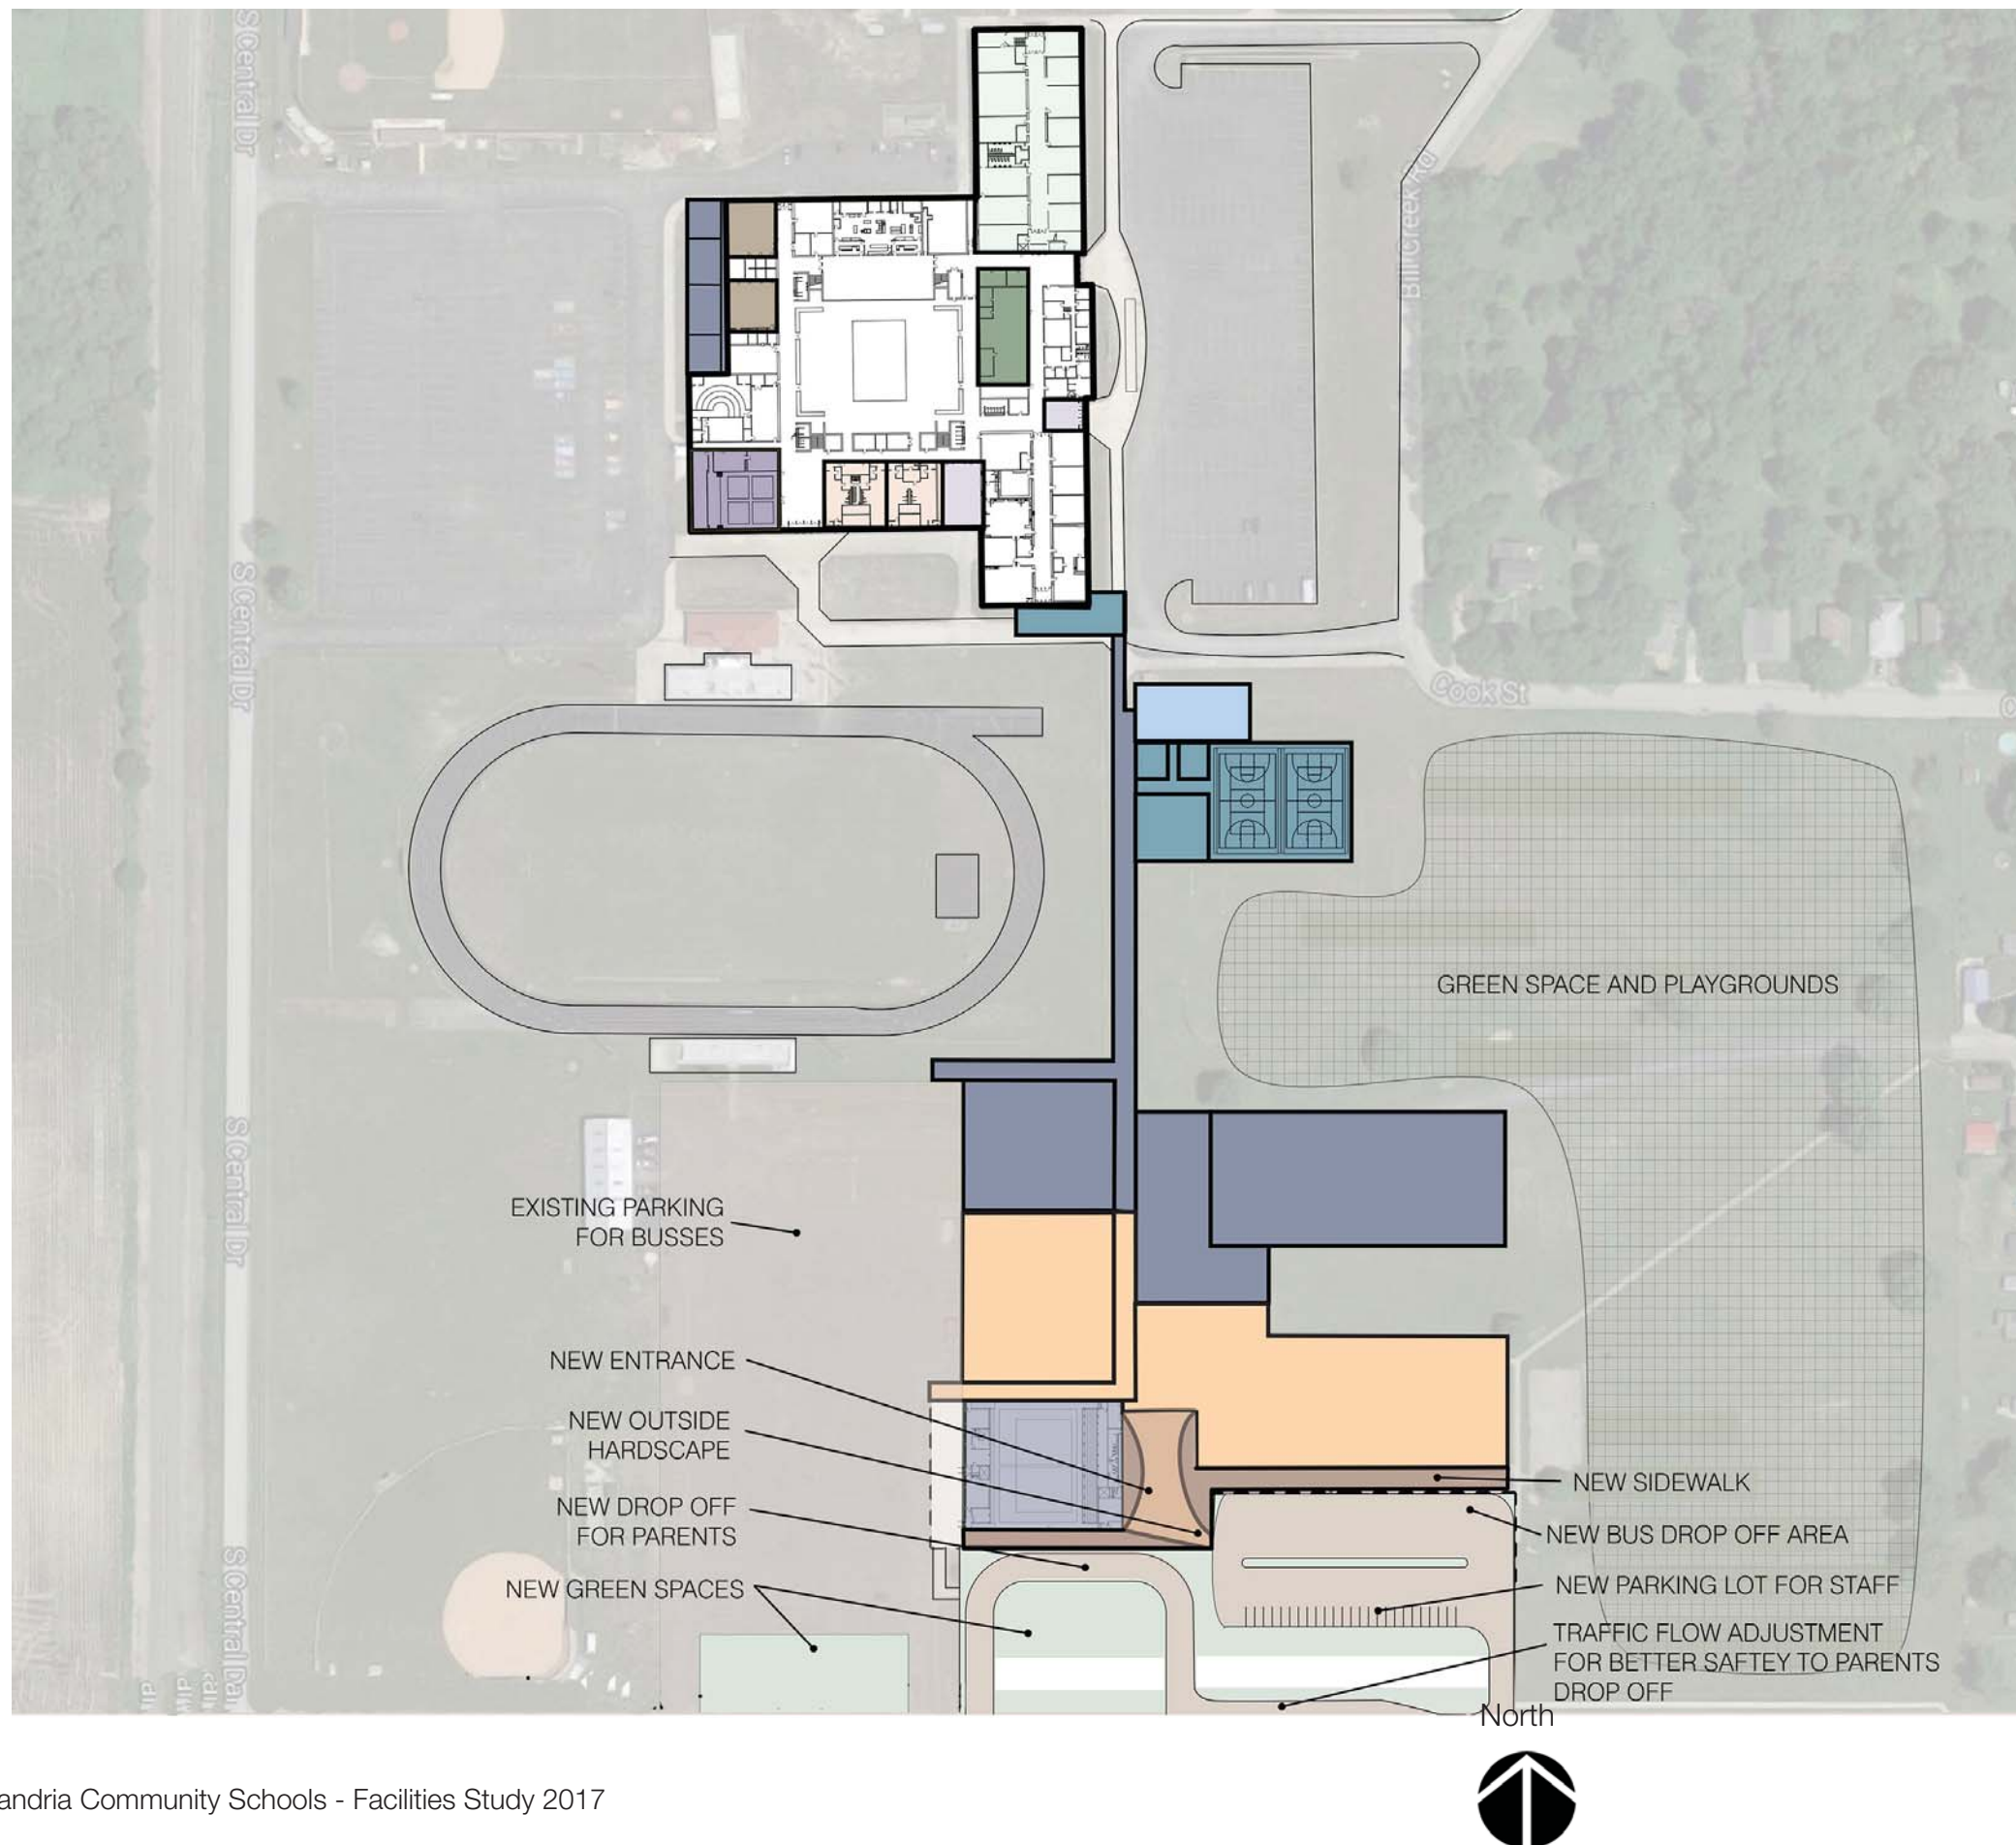 S Central Dr
Bill Creek Rd
S Central Dr
Cook St
GREEN SPACE AND PLAYGROUNDS
S Central Dr
EXISTING PARKING
FOR BUSSES
NEW ENTRANCE
NEW OUTSIDE
HARDSCAPE
NEW DROP OFF
FOR PARENTS
NEW GREEN SPACES
NEW SIDEWALK
NEW BUS DROP OFF AREA
NEW PARKING LOT FOR STAFF
TRAFFIC FLOW ADJUSTMENT
FOR BETTER SAFTEY TO PARENTS
DROP OFF
S Central Dr
North
andria Community Schools - Facilities Study 2017